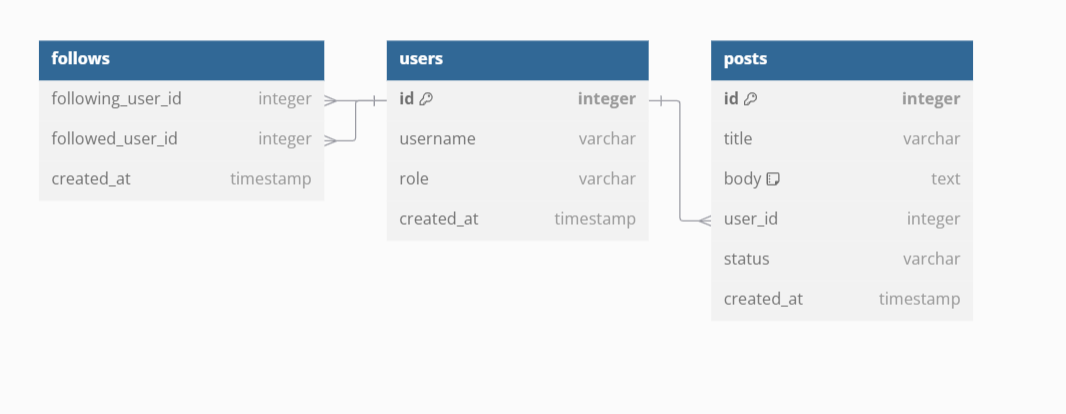 follows
following_user_id integer
followed_user_id integer
created_at timestamp
users
id integer
username varchar
role varchar
created_at timestamp
posts
id integer
title varchar
body text
user_id integer
status varchar
created_at timestamp